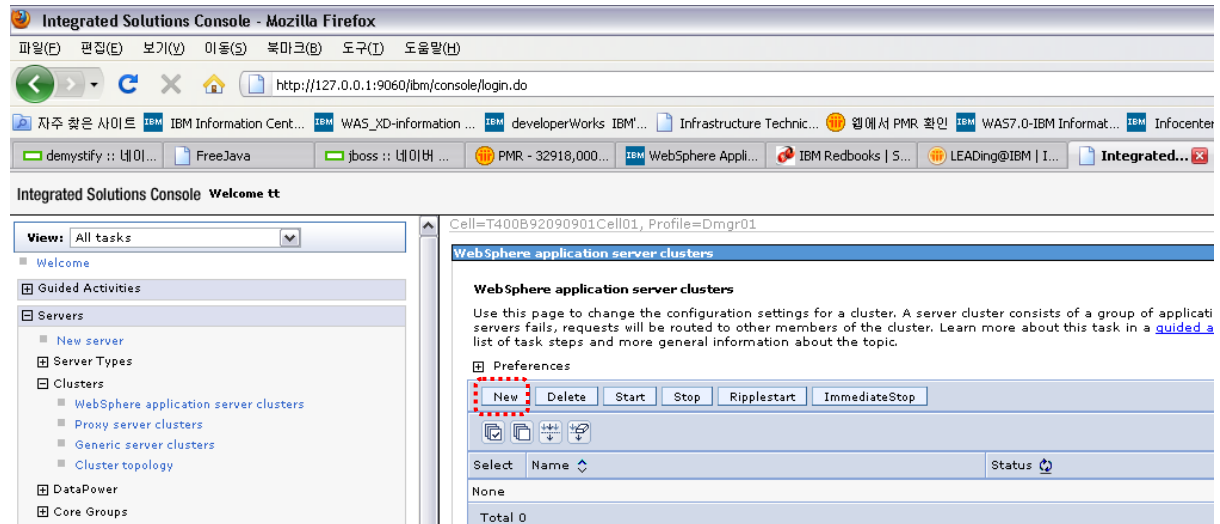 Integrated Solutions Console - Mozilla Firefox
파일(F) 편집(E) 보기(V) 이동(S) 북마크(B) 도구(T) 도움말(H)
http://127.0.0.1:9060/ibm/console/login.do
자주 찾은 사이트 IBM Information Cent... WAS_XD-information ... developerWorks IBM'... Infrastructure Technic... 웹에서 PMR 확인 WAS7.0-IBM Informat... Infocenter
demystify :: 네이... FreeJava jboss :: 네이버 ... PMR - 32918,000... WebSphere Appli... IBM Redbooks | S... LEADing@IBM | I... Integrated...
Integrated Solutions Console Welcome tt
Cell=T400B92090901Cell01, Profile=Dmgr01
View: All tasks
WebSphere application server clusters
Welcome
Guided Activities
Servers
New server
Server Types
Clusters
WebSphere application server clusters
Proxy server clusters
Generic server clusters
Cluster topology
DataPower
Core Groups
WebSphere application server clusters
Use this page to change the configuration settings for a cluster. A server cluster consists of a group of applicati
servers fails, requests will be routed to other members of the cluster. Learn more about this task in a guided a
list of task steps and more general information about the topic.
Preferences
New Delete Start Stop Ripplestart ImmediateStop
Select Name Status
None
Total 0